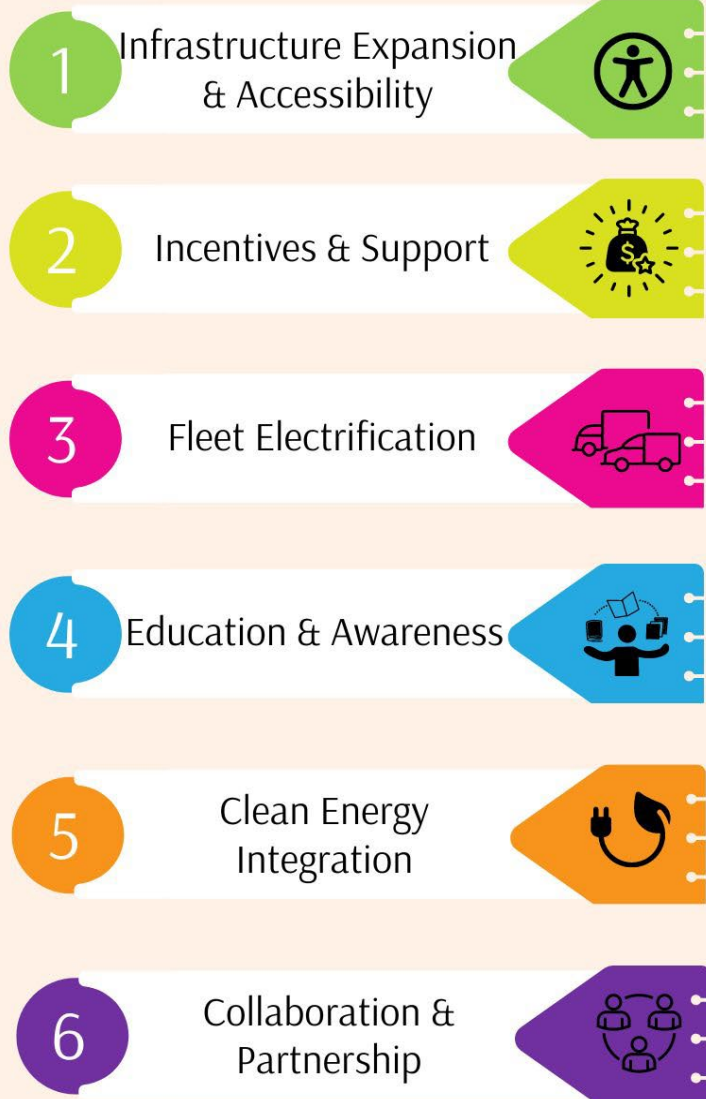 1
Infrastructure Expansion
& Accessibility
2
Incentives & Support
$
3
Fleet Electrification
4
Education & Awareness
5
Clean Energy
Integration
6
Collaboration &
Partnership